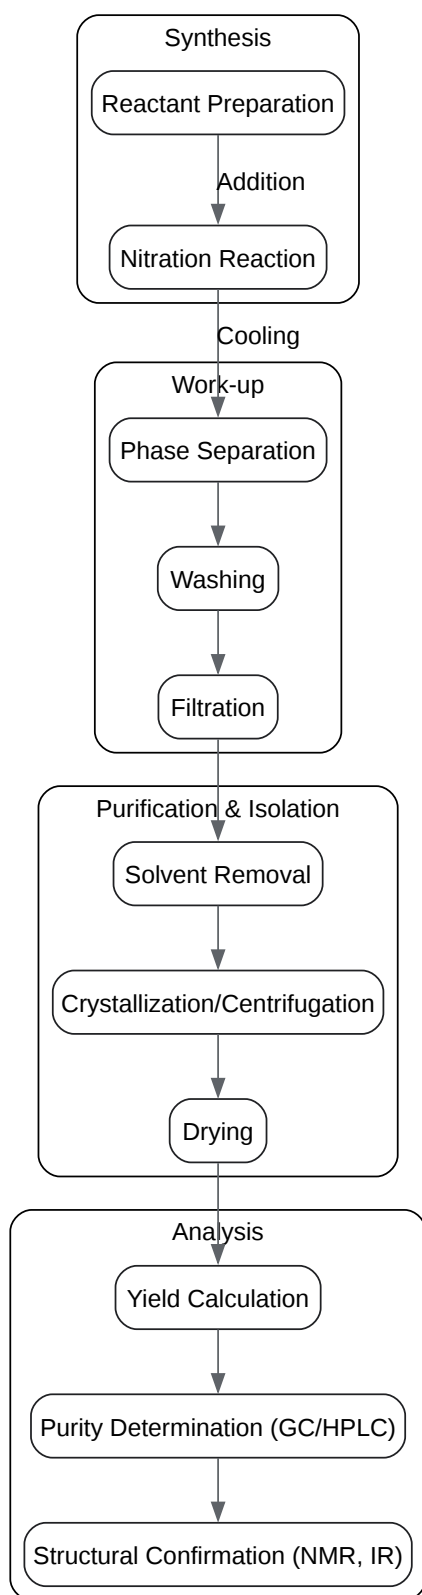 Synthesis
Reactant Preparation
Addition
Nitration Reaction
Cooling
Work-up
Phase Separation
Washing
Filtration
Purification & Isolation
Solvent Removal
Crystallization/Centrifugation
Drying
Analysis
Yield Calculation
Purity Determination (GC/HPLC)
Structural Confirmation (NMR, IR)